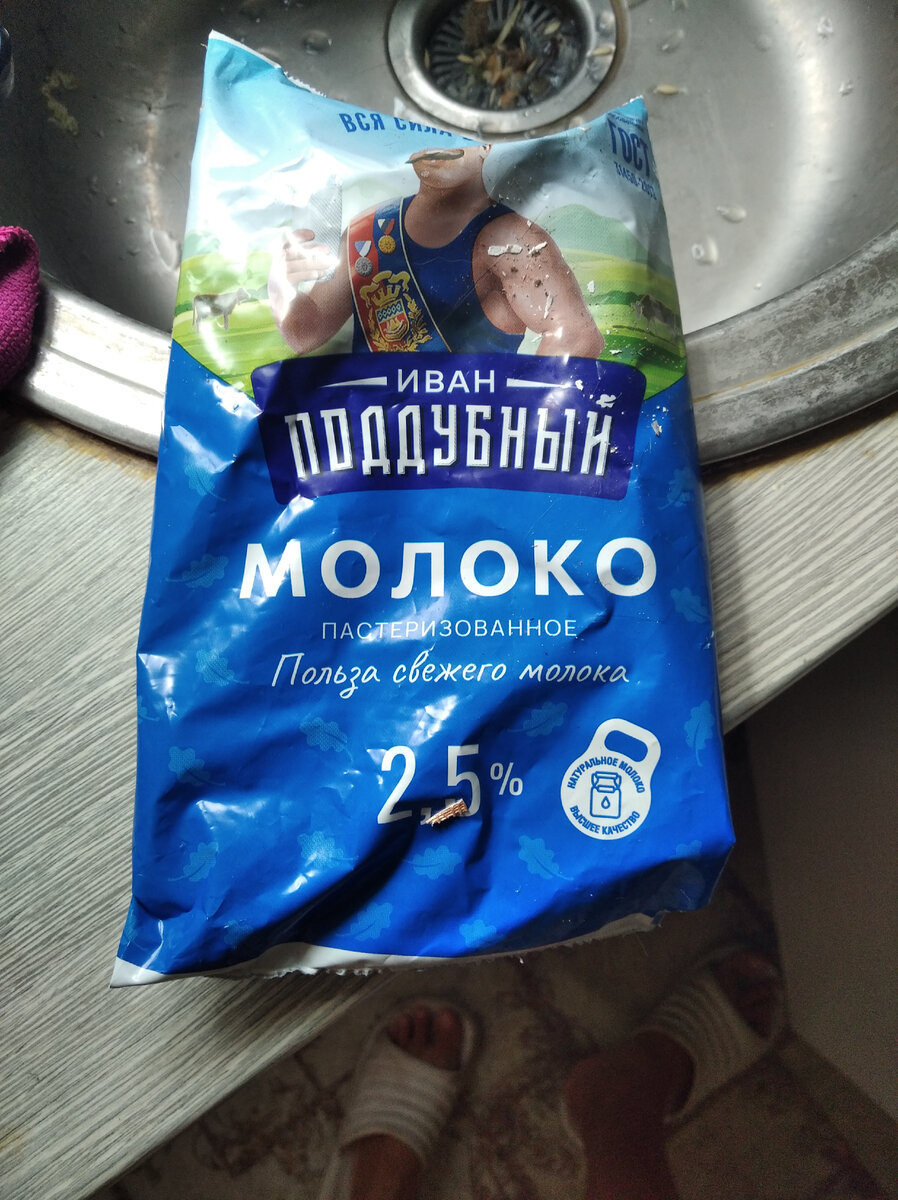 ВСЯ СИЛА
ГОСТ
ИВАН
ПОДДУБНЫЙ
МОЛОКО
ПАСТЕРИЗОВАННОЕ
Польза свежего молока
2,5%
НАТУРАЛЬНОЕ МОЛОКО
ВЫСШЕЕ КАЧЕСТВО